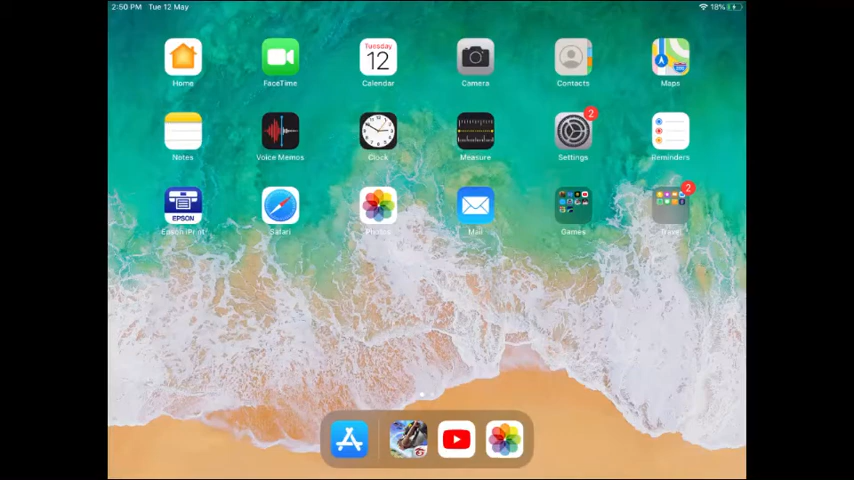 2:50 PM Tue 12 May 18%
Tuesday
12
Home FaceTime Calendar Camera Contacts Maps
2
Notes Voice Memos Clock Measure Settings Reminders
2
EPSON
Epson iPrint Safari Photos Mail Games Travel